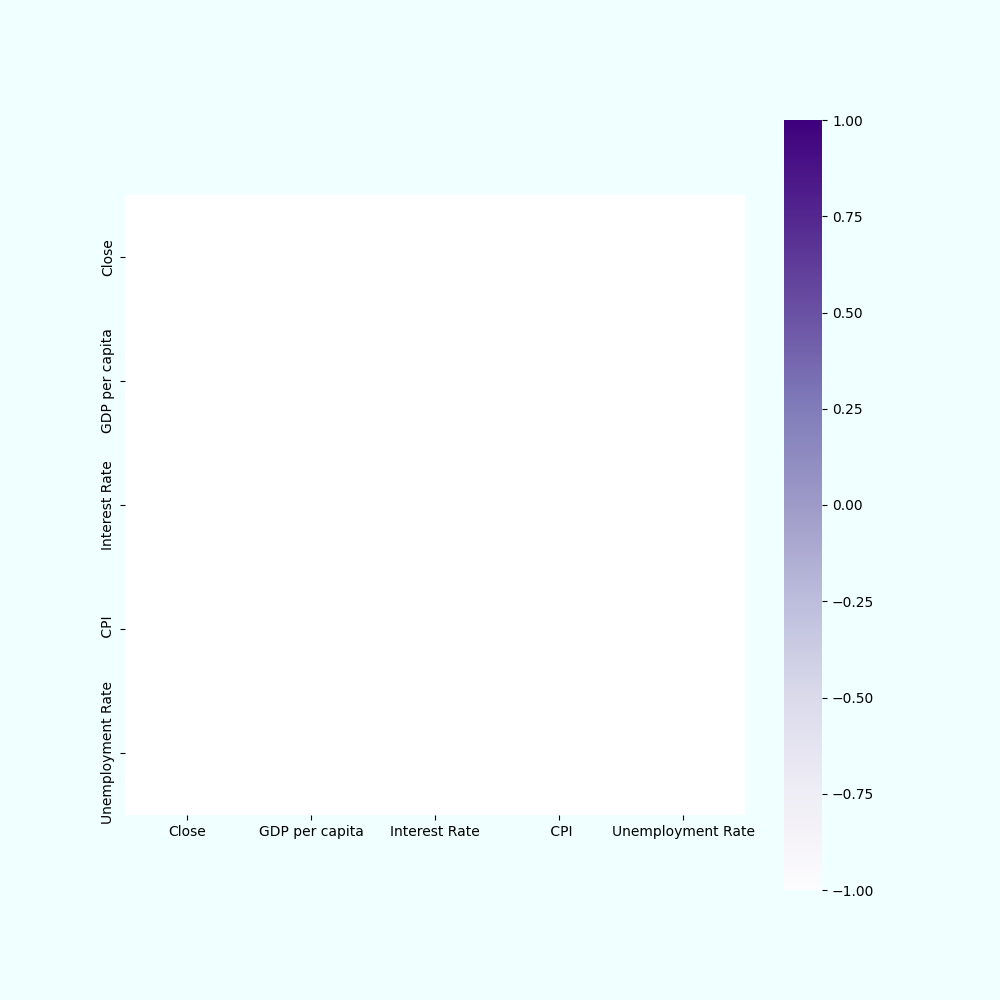 1.00
0.75
0.50
0.25
0.00
−0.25
−0.50
−0.75
−1.00
Close
GDP per capita
Interest Rate
CPI
Unemployment Rate
Close GDP per capita Interest Rate CPI Unemployment Rate